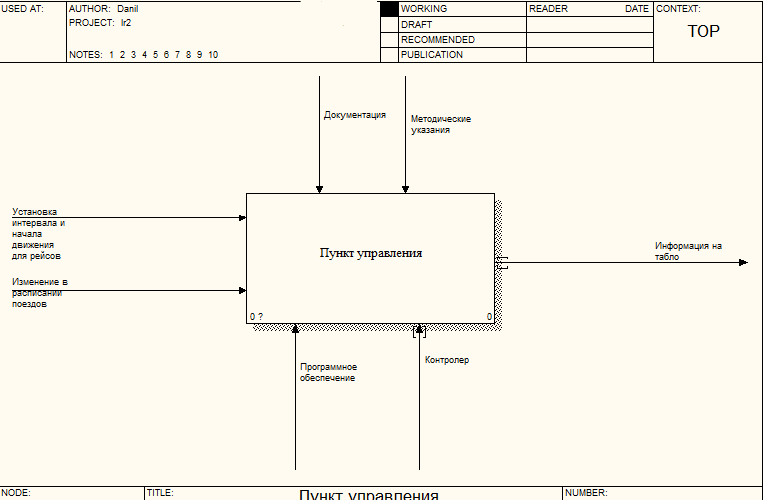 USED AT:
AUTHOR: Danil
PROJECT: lr2
NOTES: 1 2 3 4 5 6 7 8 9 10
WORKING
DRAFT
RECOMMENDED
PUBLICATION
READER
DATE
CONTEXT:
TOP
Документация
Методические
указания
Установка
интервала и
начала
движения
для рейсов
Изменение в
расписании
поездов
Пункт управления
0 ?
0
Информация на
табло
Программное
обеспечение
Контролер
NODE:
TITLE:
Пункт управления
NUMBER: